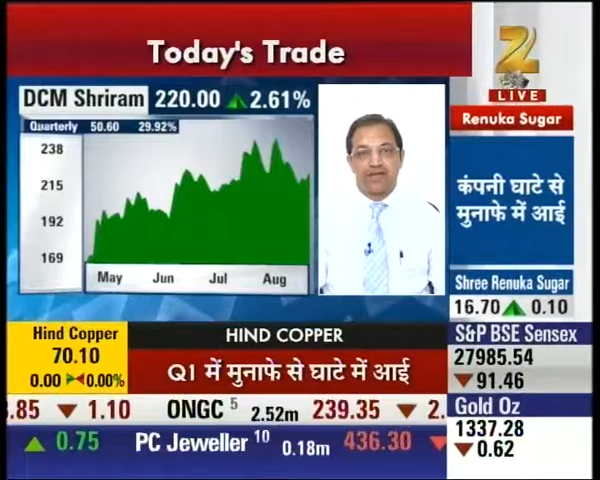 Today's Trade
Z
LIVE
DCM Shriram 220.00 2.61%
Quarterly 50.60 29.92%
238
215
192
169
May Jun Jul Aug
Renuka Sugar
कंपनी घाटे से
मुनाफे में आई
Shree Renuka Sugar
16.70 0.10
Hind Copper
70.10
0.00 0.00%
HIND COPPER
Q1 में मुनाफे से घाटे में आई
S&P BSE Sensex
27985.54
91.46
Gold Oz
1337.28
0.62
3.85 1.10 ONGC 5 2.52m 239.35 2.
0.75 PC Jeweller 10 0.18m 436.30